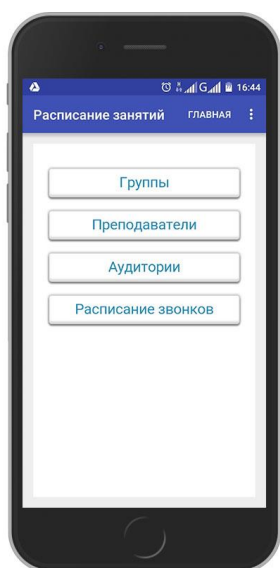 G 16:44
Расписание занятий ГЛАВНАЯ
Группы
Преподаватели
Аудитории
Расписание звонков